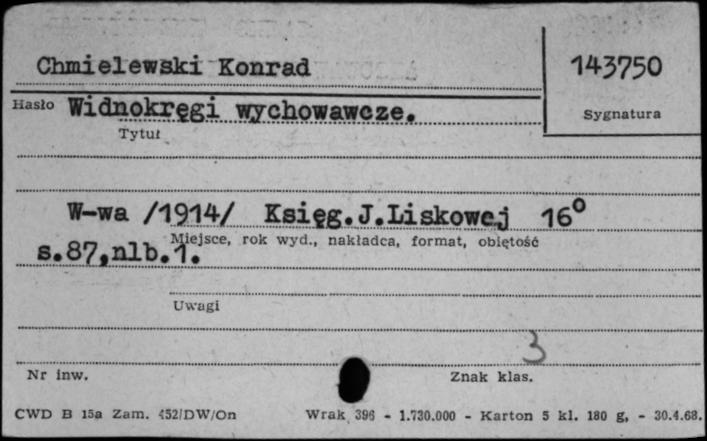 Chmielewski Konrad
143750
Hasło Widnokręgi wychowawcze.
Sygnatura
Tytuł
W-wa /1914/ Księg.J.Liskowej 16°
Miejsce, rok wyd., nakładca, format, objętość
s.87,nlb.1.
Uwagi
3
Nr inw.
Znak klas.
CWD B 15a Zam. 452/DW/On Wrak 396 - 1.730.000 - Karton 5 kl. 180 g, - 30.4.68.